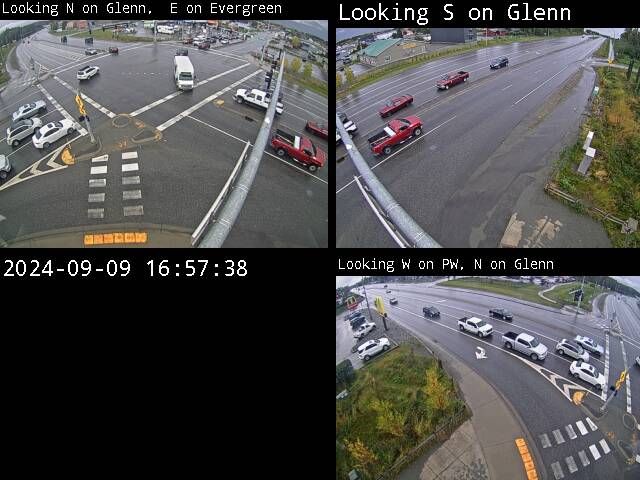 Looking N on Glenn,  E on Evergreen
Looking S on Glenn
2024-09-09 16:57:38
Looking W on PW, N on Glenn